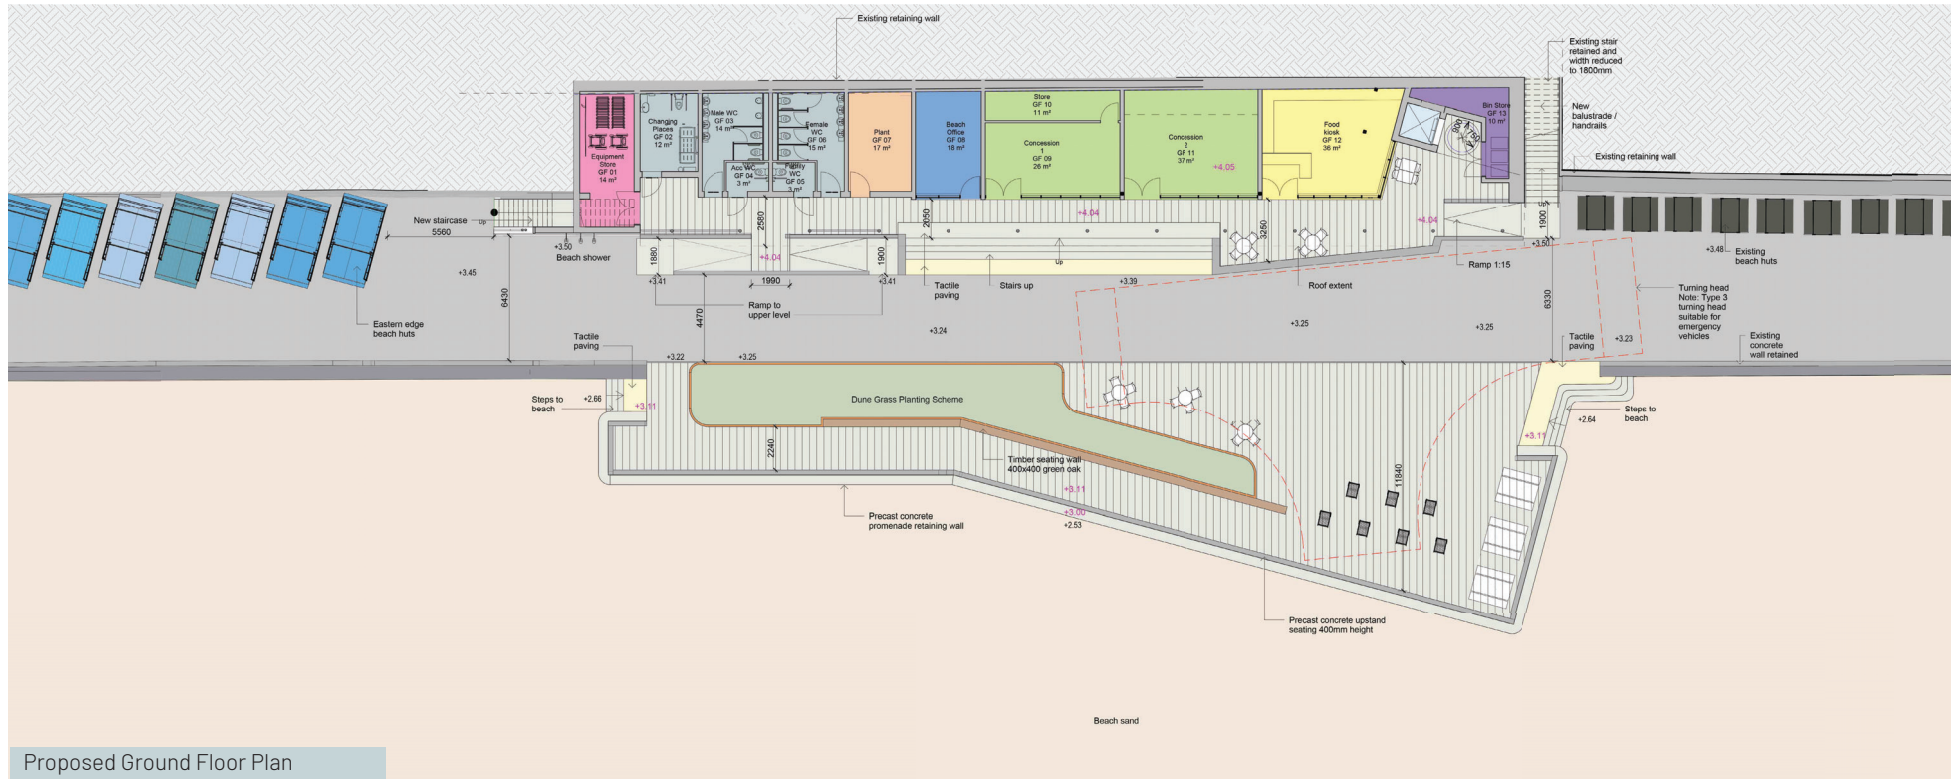 Existing retaining wall
Existing stair
retained and
width reduced
to 1800mm
New
balustrade /
handrails
Existing retaining wall
Equipment
Store
GF 01
14 m²
Changing
Places
GF 02
12 m²
Male WC
GF 03
14 m²
Acc WC
GF 04
3 m²
WC
GF 05
3 m²
Female
WC
GF 06
15 m²
Plant
GF 07
17 m²
Beach
Office
GF 08
18 m²
Store
GF 10
11 m²
Concession
1
GF 09
26 m²
Concession
2
GF 11
37m²
+4.05
Food
kiosk
GF 12
36 m²
Bin Store
GF 13
10 m²
900
New staircase
Up
5560
+3.50
Beach shower
2580
1880
+4.04
1900
1990
2050
+4.04
3250
+4.04
Up
1900
+3.50
+3.45
6430
Eastern edge
beach huts
+3.41
Ramp to
upper level
+3.41
4470
Tactile
paving
Up
Stairs up
+3.39
Roof extent
Ramp 1:15
+3.48
Existing
beach huts
Turning head
Note: Type 3
turning head
suitable for
emergency
vehicles
6330
+3.24
+3.25
+3.25
+3.23
Tactile
paving
+3.22
+3.25
Tactile
paving
Existing
concrete
wall retained
Steps to
beach
+2.66
+3.11
Dune Grass Planting Scheme
2240
Timber seating wall
400x400 green oak
+3.11
+3.00
+2.53
11840
+3.11
+2.64
Steps to
beach
Precast concrete
promenade retaining wall
Precast concrete upstand
seating 400mm height
Beach sand
Proposed Ground Floor Plan